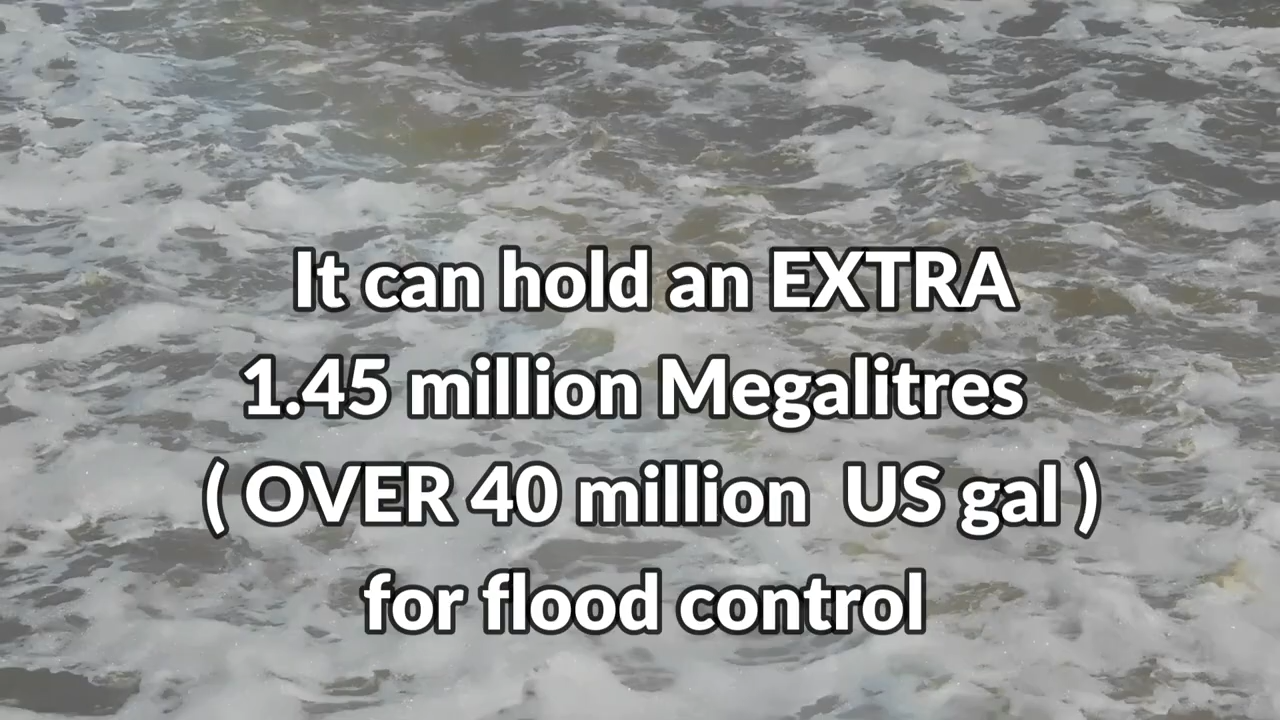 It can hold an EXTRA
1.45 million Megalitres
( OVER 40 million  US gal )
for flood control